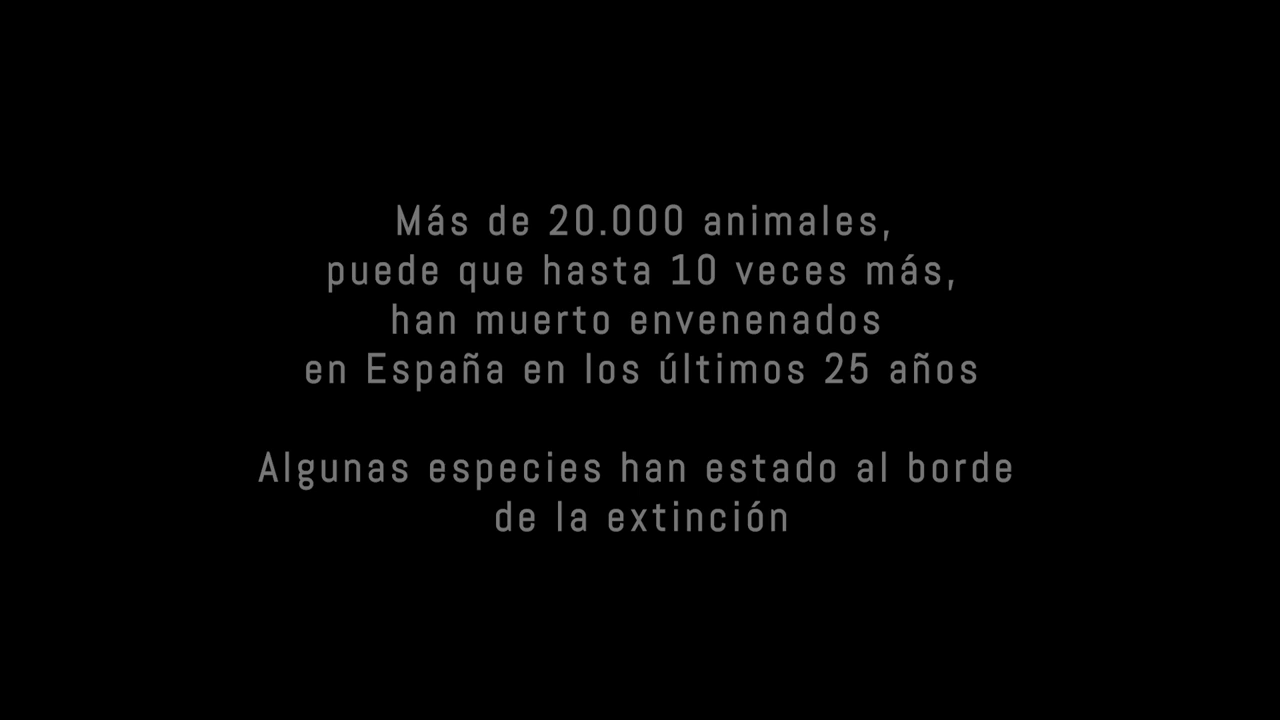 Más de 20.000 animales,
puede que hasta 10 veces más,
han muerto envenenados
en España en los últimos 25 años
Algunas especies han estado al borde
de la extinción